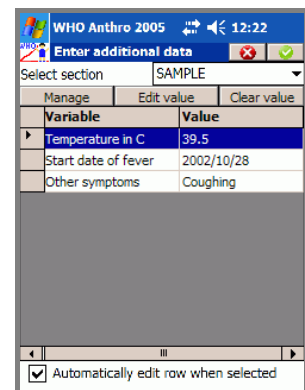 WHO Anthro 2005 12:22
WHO Enter additional data
Select section SAMPLE
Manage Edit value Clear value
Variable Value
Temperature in C 39.5
Start date of fever 2002/10/28
Other symptoms Coughing
Automatically edit row when selected